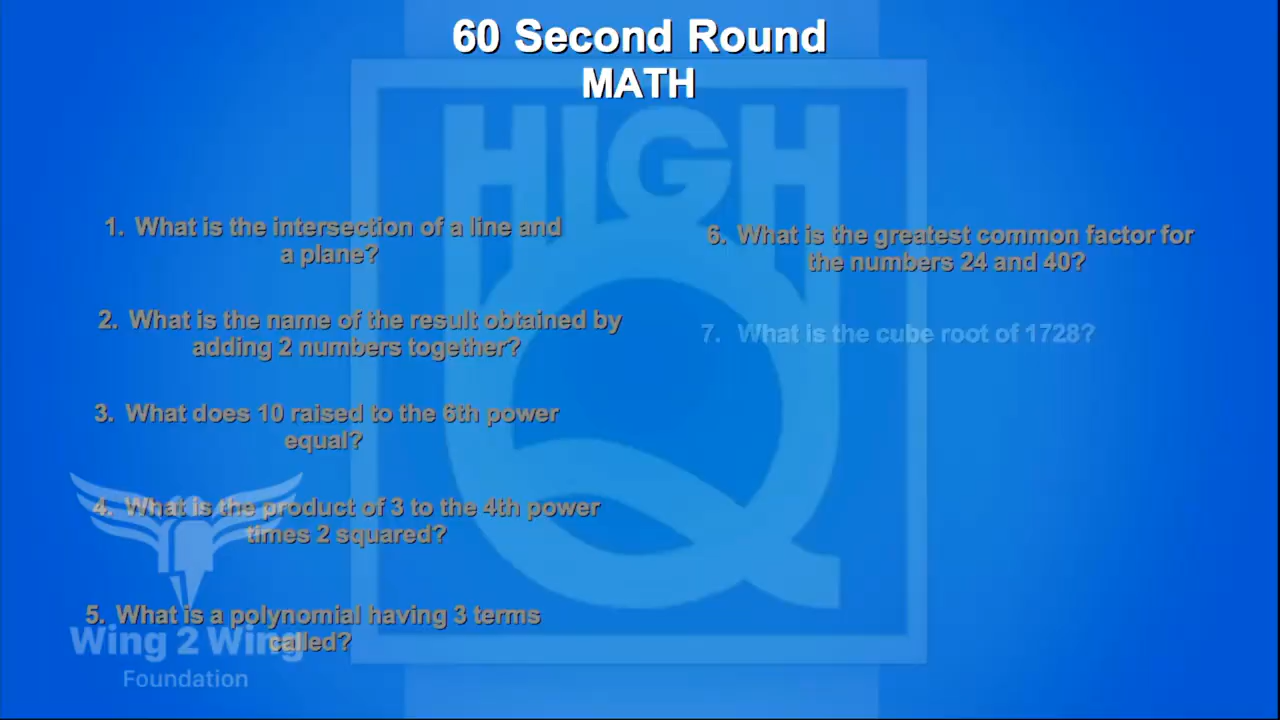 60 Second Round
MATH
HIGH
Q
1. What is the intersection of a line and
a plane?
2. What is the name of the result obtained by
adding 2 numbers together?
3. What does 10 raised to the 6th power
equal?
4. What is the product of 3 to the 4th power
times 2 squared?
5. What is a polynomial having 3 terms
called?
6. What is the greatest common factor for
the numbers 24 and 40?
7. What is the cube root of 1728?
Wing 2 Wing
Foundation